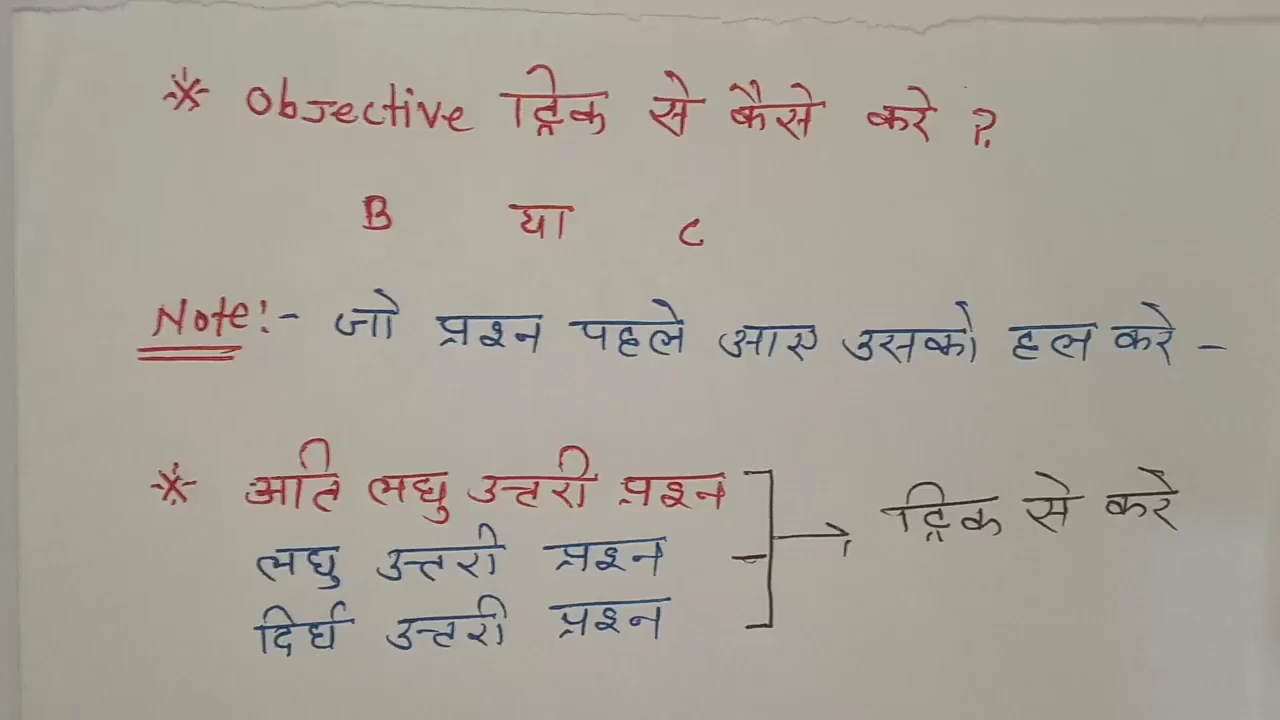 * Objective ट्रिक से कैसे करे ?
B या C
Note:- जो प्रश्न पहले आए उसको हल करे -
* अति लघु उत्तरी प्रश्न
लघु उत्तरी प्रश्न
दिर्घ उत्तरी प्रश्न
→ ट्रिक से करे